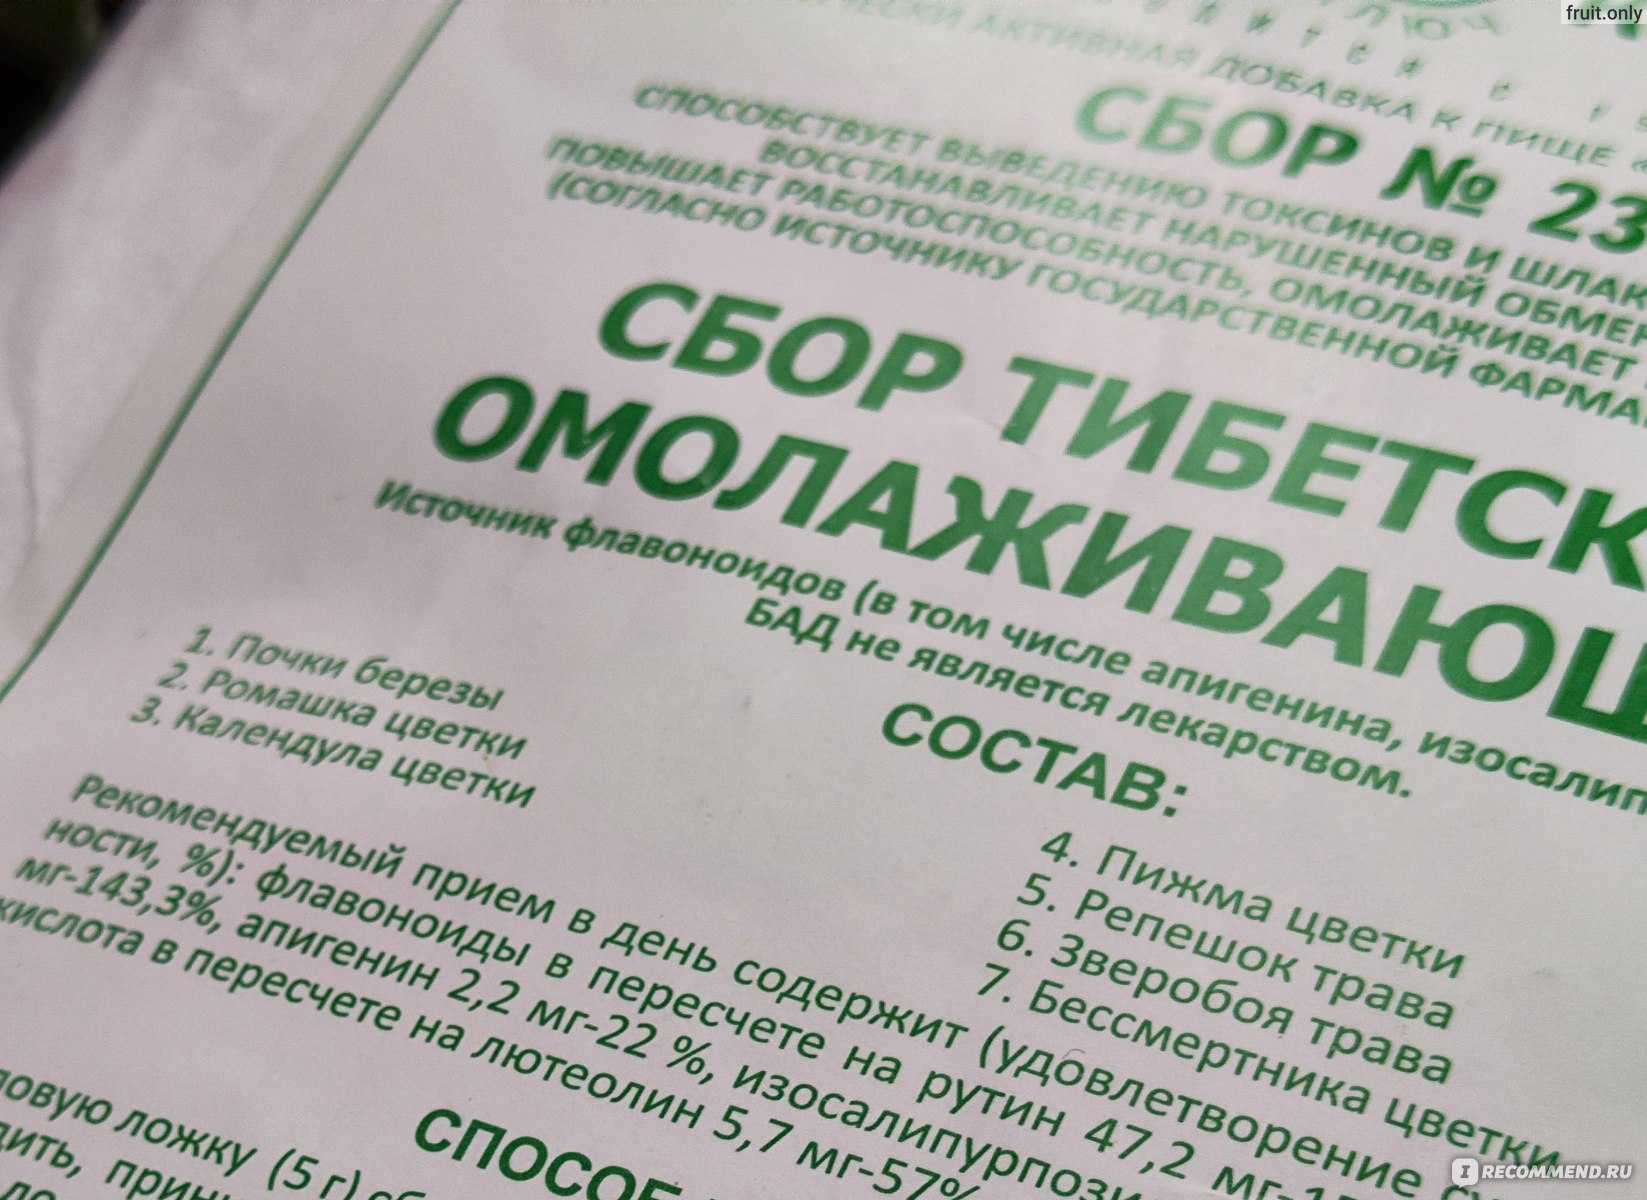 fruit.only
АКТИВНАЯ ДОБАВКА К ПИЩЕ
СБОР № 23
СПОСОБСТВУЕТ ВЫВЕДЕНИЮ ТОКСИНОВ И ШЛАК
ВОССТАНАВЛИВАЕТ НАРУШЕННЫЙ ОБМЕ
ПОВЫШАЕТ РАБОТОСПОСОБНОСТЬ, ОМОЛАЖИВАЕТ
(СОГЛАСНО ИСТОЧНИКУ ГОСУДАРСТВЕННОЙ ФАРМА
СБОР ТИБЕТСК
ОМОЛАЖИВАЮЩ
Источник флавоноидов (в том числе апигенина, изосалип
БАД не является лекарством.
СОСТАВ:
1. Почки березы
2. Ромашка цветки
3. Календула цветки
4. Пижма цветки
5. Репешок трава
6. Зверобоя трава
7. Бессмертника цветки
Рекомендуемый прием в день содержит (удовлетворение су
ности, %): флавоноиды в пересчете на рутин 47,2 мг-15
мг-143,3%, апигенин 2,2 мг-22 %, изосалипурпози
кислота в пересчете на лютеолин 5,7 мг-57%
СПОСОБ
ловую ложку (5 г)
дить, прин
IRECOMMEND.RU